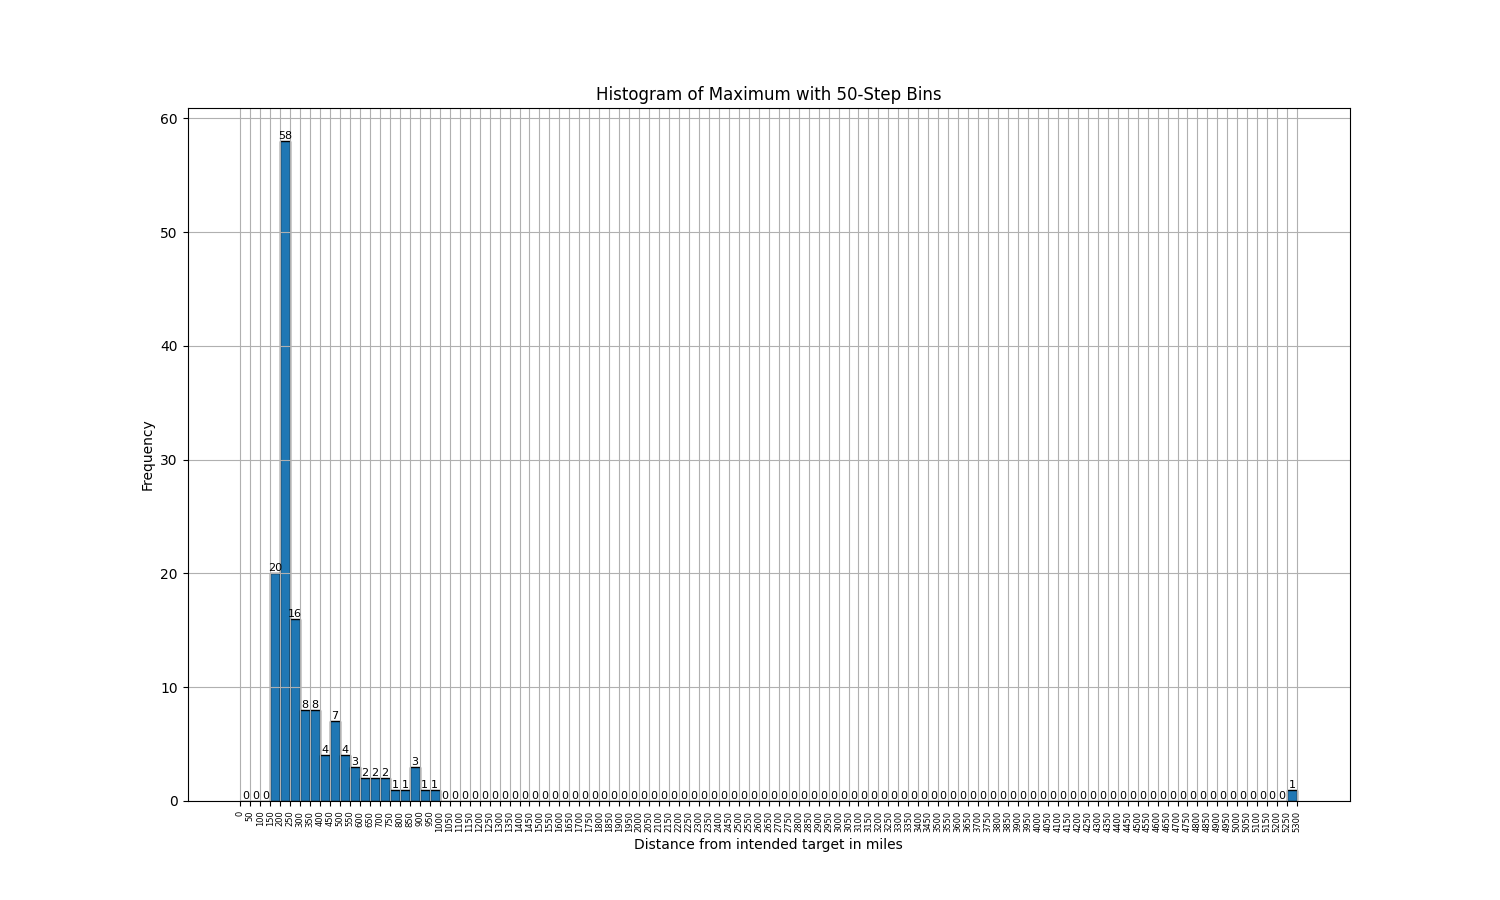 Histogram of Maximum with 50-Step Bins
60
50
40
30
20
10
0
Frequency
58
20
16
8 8
7
4 4
3 3
2 2 2
1 1 1 1 1
0 0 0 0 0 0 0 0 0 0 0 0 0 0 0 0 0 0 0 0 0 0 0 0 0 0 0 0 0 0 0 0 0 0 0 0 0 0 0 0 0 0 0 0 0 0 0 0 0 0 0 0 0 0 0 0 0 0 0 0 0 0 0 0 0 0 0 0 0 0 0 0 0 0 0 0 0 0 0 0 0 0 0 0 0 0 0 0
0 50 100 150 200 250 300 350 400 450 500 550 600 650 700 750 800 850 900 950 1000 1050 1100 1150 1200 1250 1300 1350 1400 1450 1500 1550 1600 1650 1700 1750 1800 1850 1900 1950 2000 2050 2100 2150 2200 2250 2300 2350 2400 2450 2500 2550 2600 2650 2700 2750 2800 2850 2900 2950 3000 3050 3100 3150 3200 3250 3300 3350 3400 3450 3500 3550 3600 3650 3700 3750 3800 3850 3900 3950 4000 4050 4100 4150 4200 4250 4300 4350 4400 4450 4500 4550 4600 4650 4700 4750 4800 4850 4900 4950 5000 5050 5100 5150 5200 5250 5300
Distance from intended target in miles